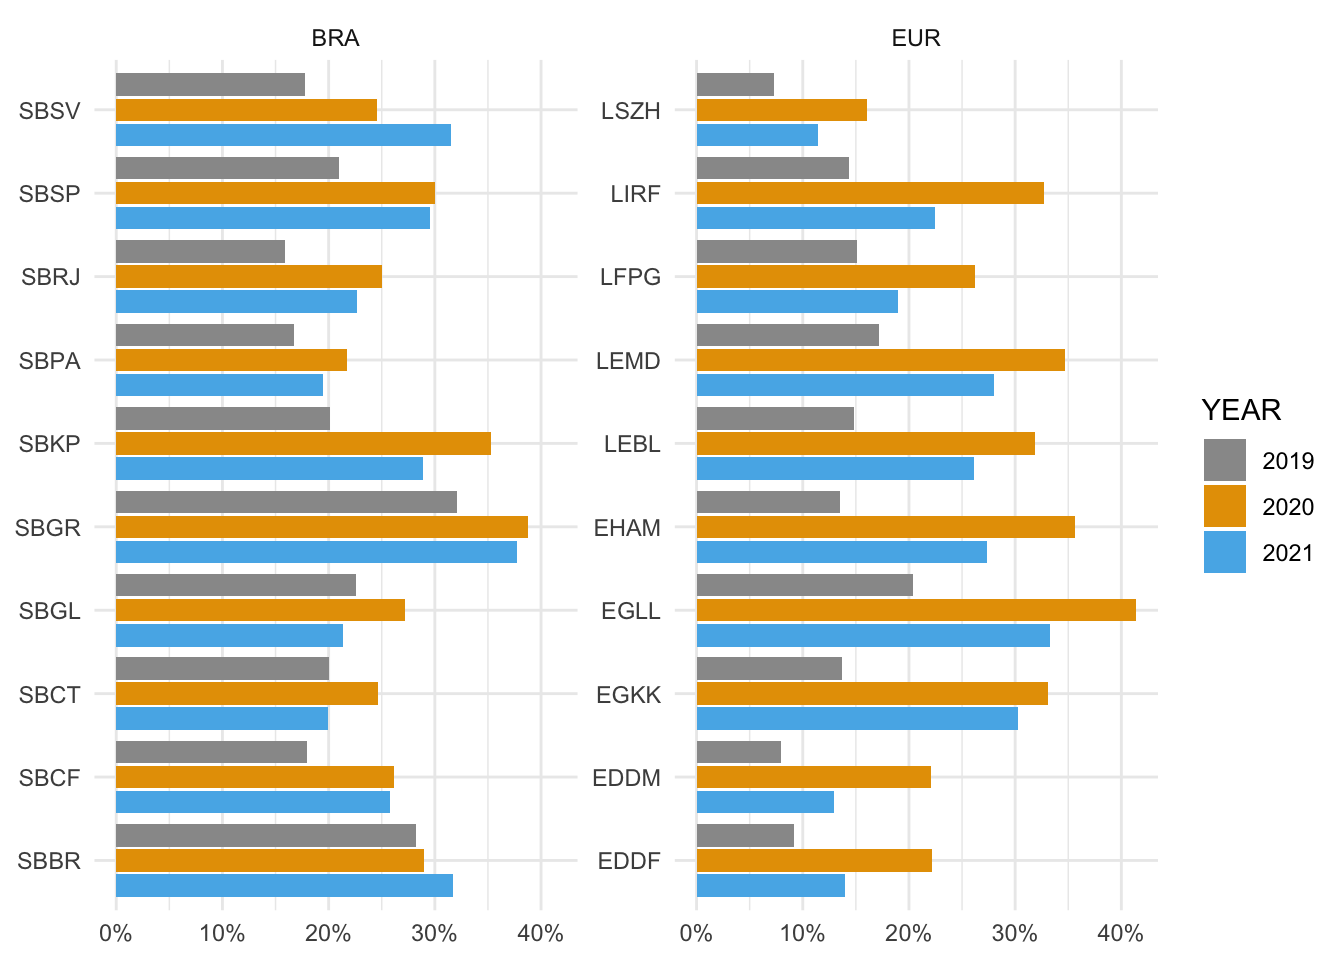 BRA
EUR
SBSV
SBSP
SBRJ
SBPA
SBKP
SBGR
SBGL
SBCT
SBCF
SBBR
0% 10% 20% 30% 40%
LSZH
LIRF
LFPG
LEMD
LEBL
EHAM
EGLL
EGKK
EDDM
EDDF
0% 10% 20% 30% 40%
YEAR
2019
2020
2021